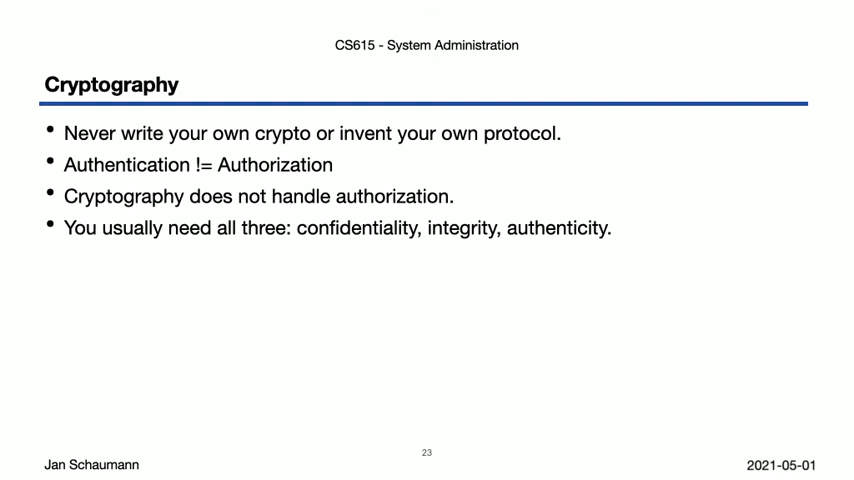 CS615 - System Administration
Cryptography
• Never write your own crypto or invent your own protocol.
• Authentication != Authorization
• Cryptography does not handle authorization.
• You usually need all three: confidentiality, integrity, authenticity.
23
Jan Schaumann
2021-05-01